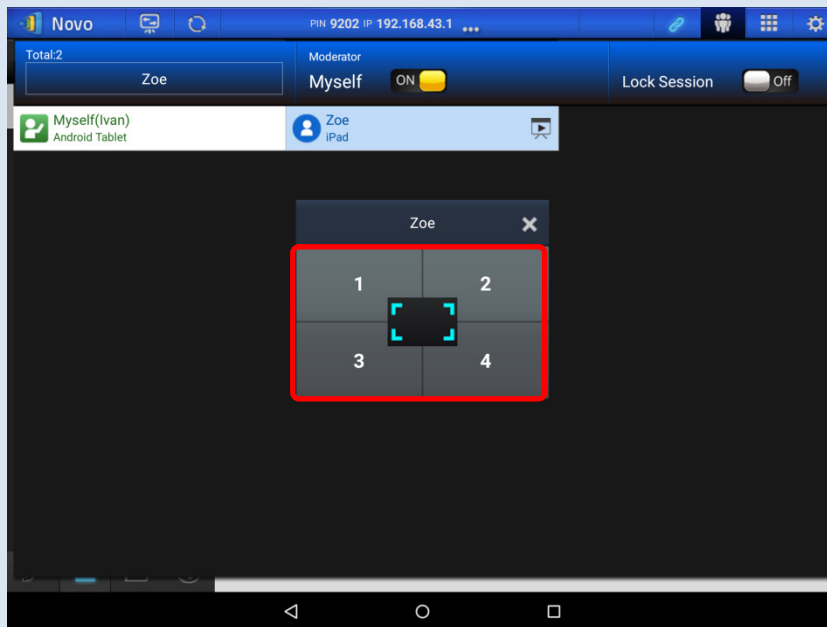 Novo
PIN 9202 IP 192.168.43.1 ...
Total:2
Zoe
Moderator
Myself ON
Lock Session Off
Myself(Ivan)
Android Tablet
Zoe
iPad
Zoe
1 2
3 4